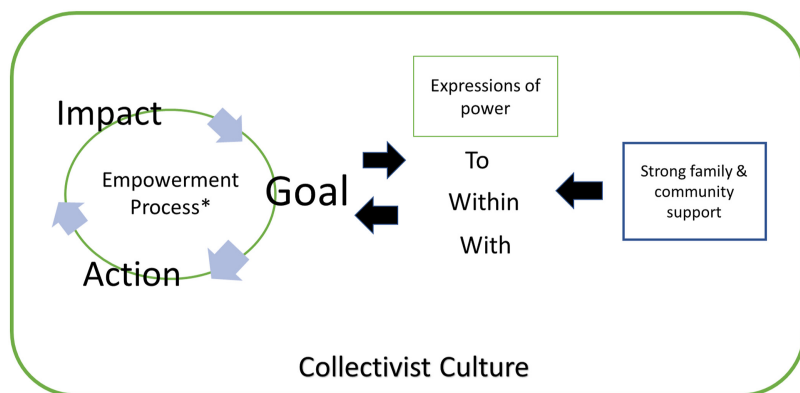 Impact
Empowerment
Process*
Goal
Action
Expressions of
power
To
Within
With
Strong family &
community
support
Collectivist Culture